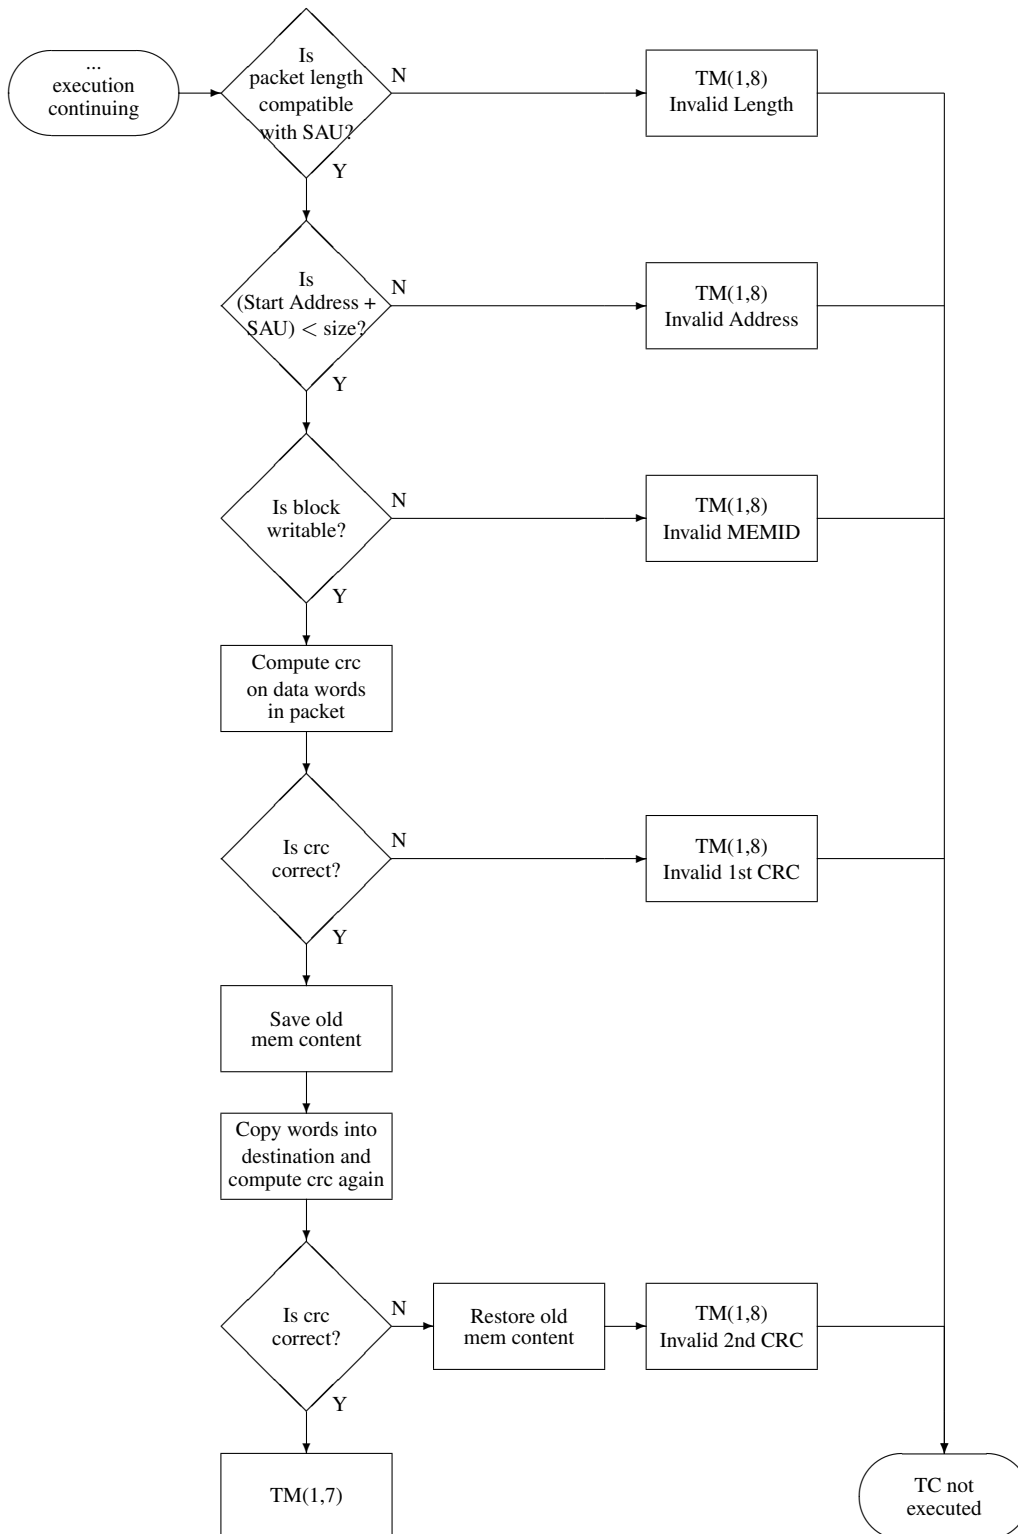 ...
execution
continuing
Is
packet length
compatible
with SAU?
N
TM(1,8)
Invalid Length
Y
Is
(Start Address +
SAU) < size?
N
TM(1,8)
Invalid Address
Y
Is block
writable?
N
TM(1,8)
Invalid MEMID
Y
Compute crc
on data words
in packet
Is crc
correct?
N
TM(1,8)
Invalid 1st CRC
Y
Save old
mem content
Copy words into
destination and
compute crc again
Is crc
correct?
N
Restore old
mem content
TM(1,8)
Invalid 2nd CRC
Y
TM(1,7)
TC not
executed